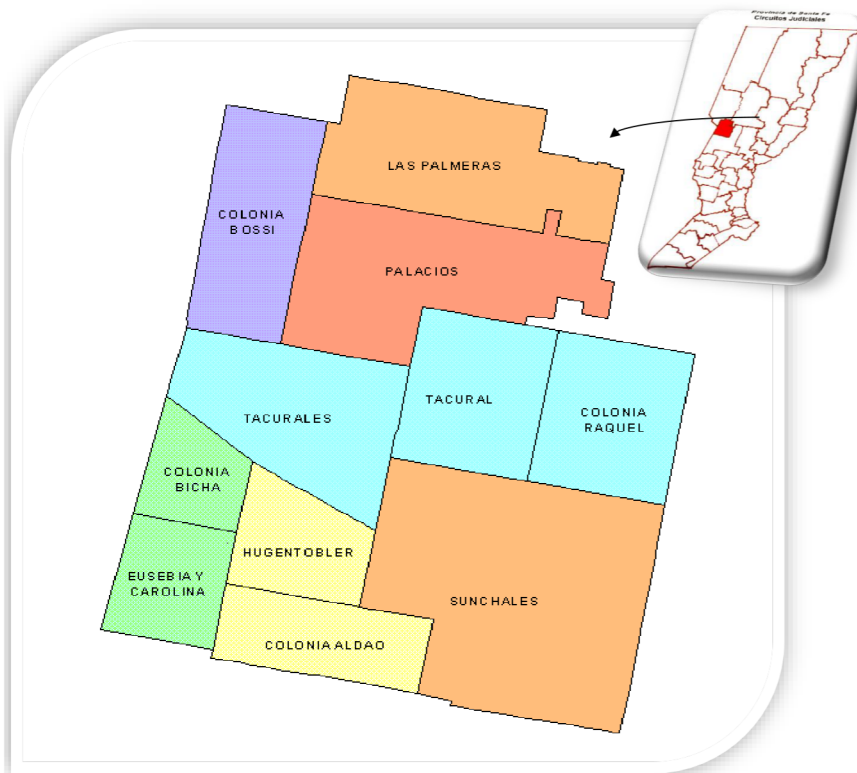 Provincia de Santa Fe
Circuitos Judiciales
LAS PALMERAS
COLONIA
BOSSI
PALACIOS
TACURAL
COLONIA
RAQUEL
TACURALES
COLONIA
BICHA
HUGENTOBLER
EUSEBIA Y
CAROLINA
SUNCHALES
COLONIA ALDAO